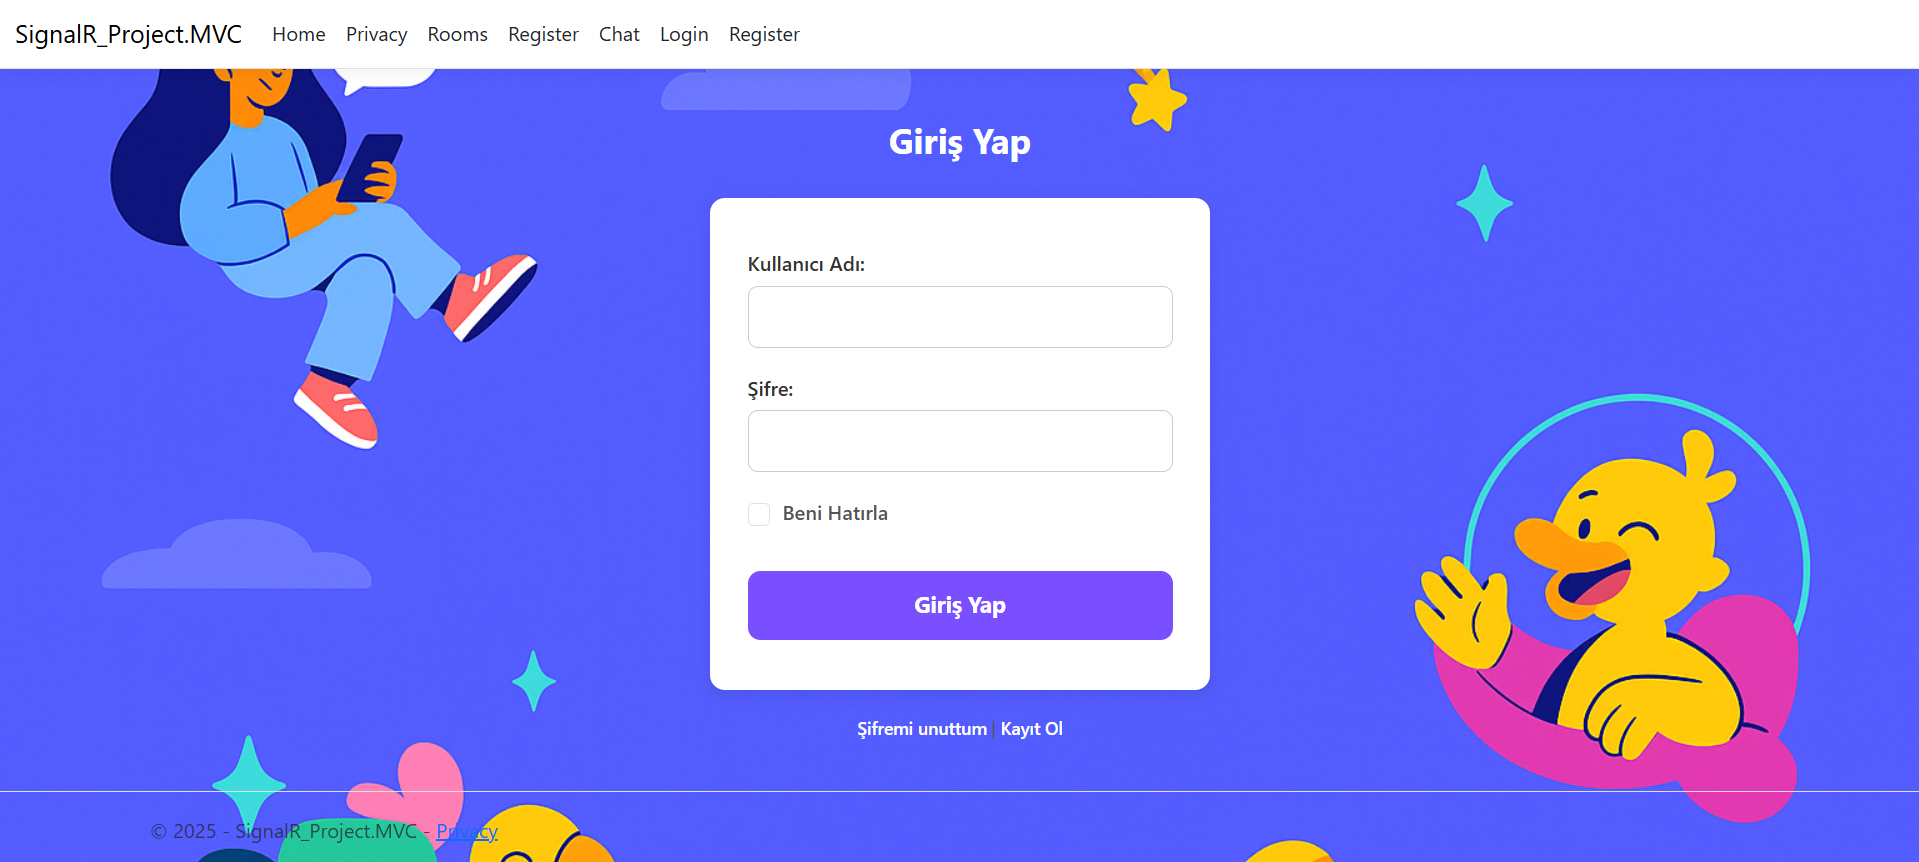 SignalR_Project.MVC Home Privacy Rooms Register Chat Login Register
Giriş Yap
Kullanıcı Adı:
Şifre:
Beni Hatırla
Giriş Yap
Şifremi unuttum | Kayıt Ol
© 2025 - SignalR_Project.MVC - Privacy